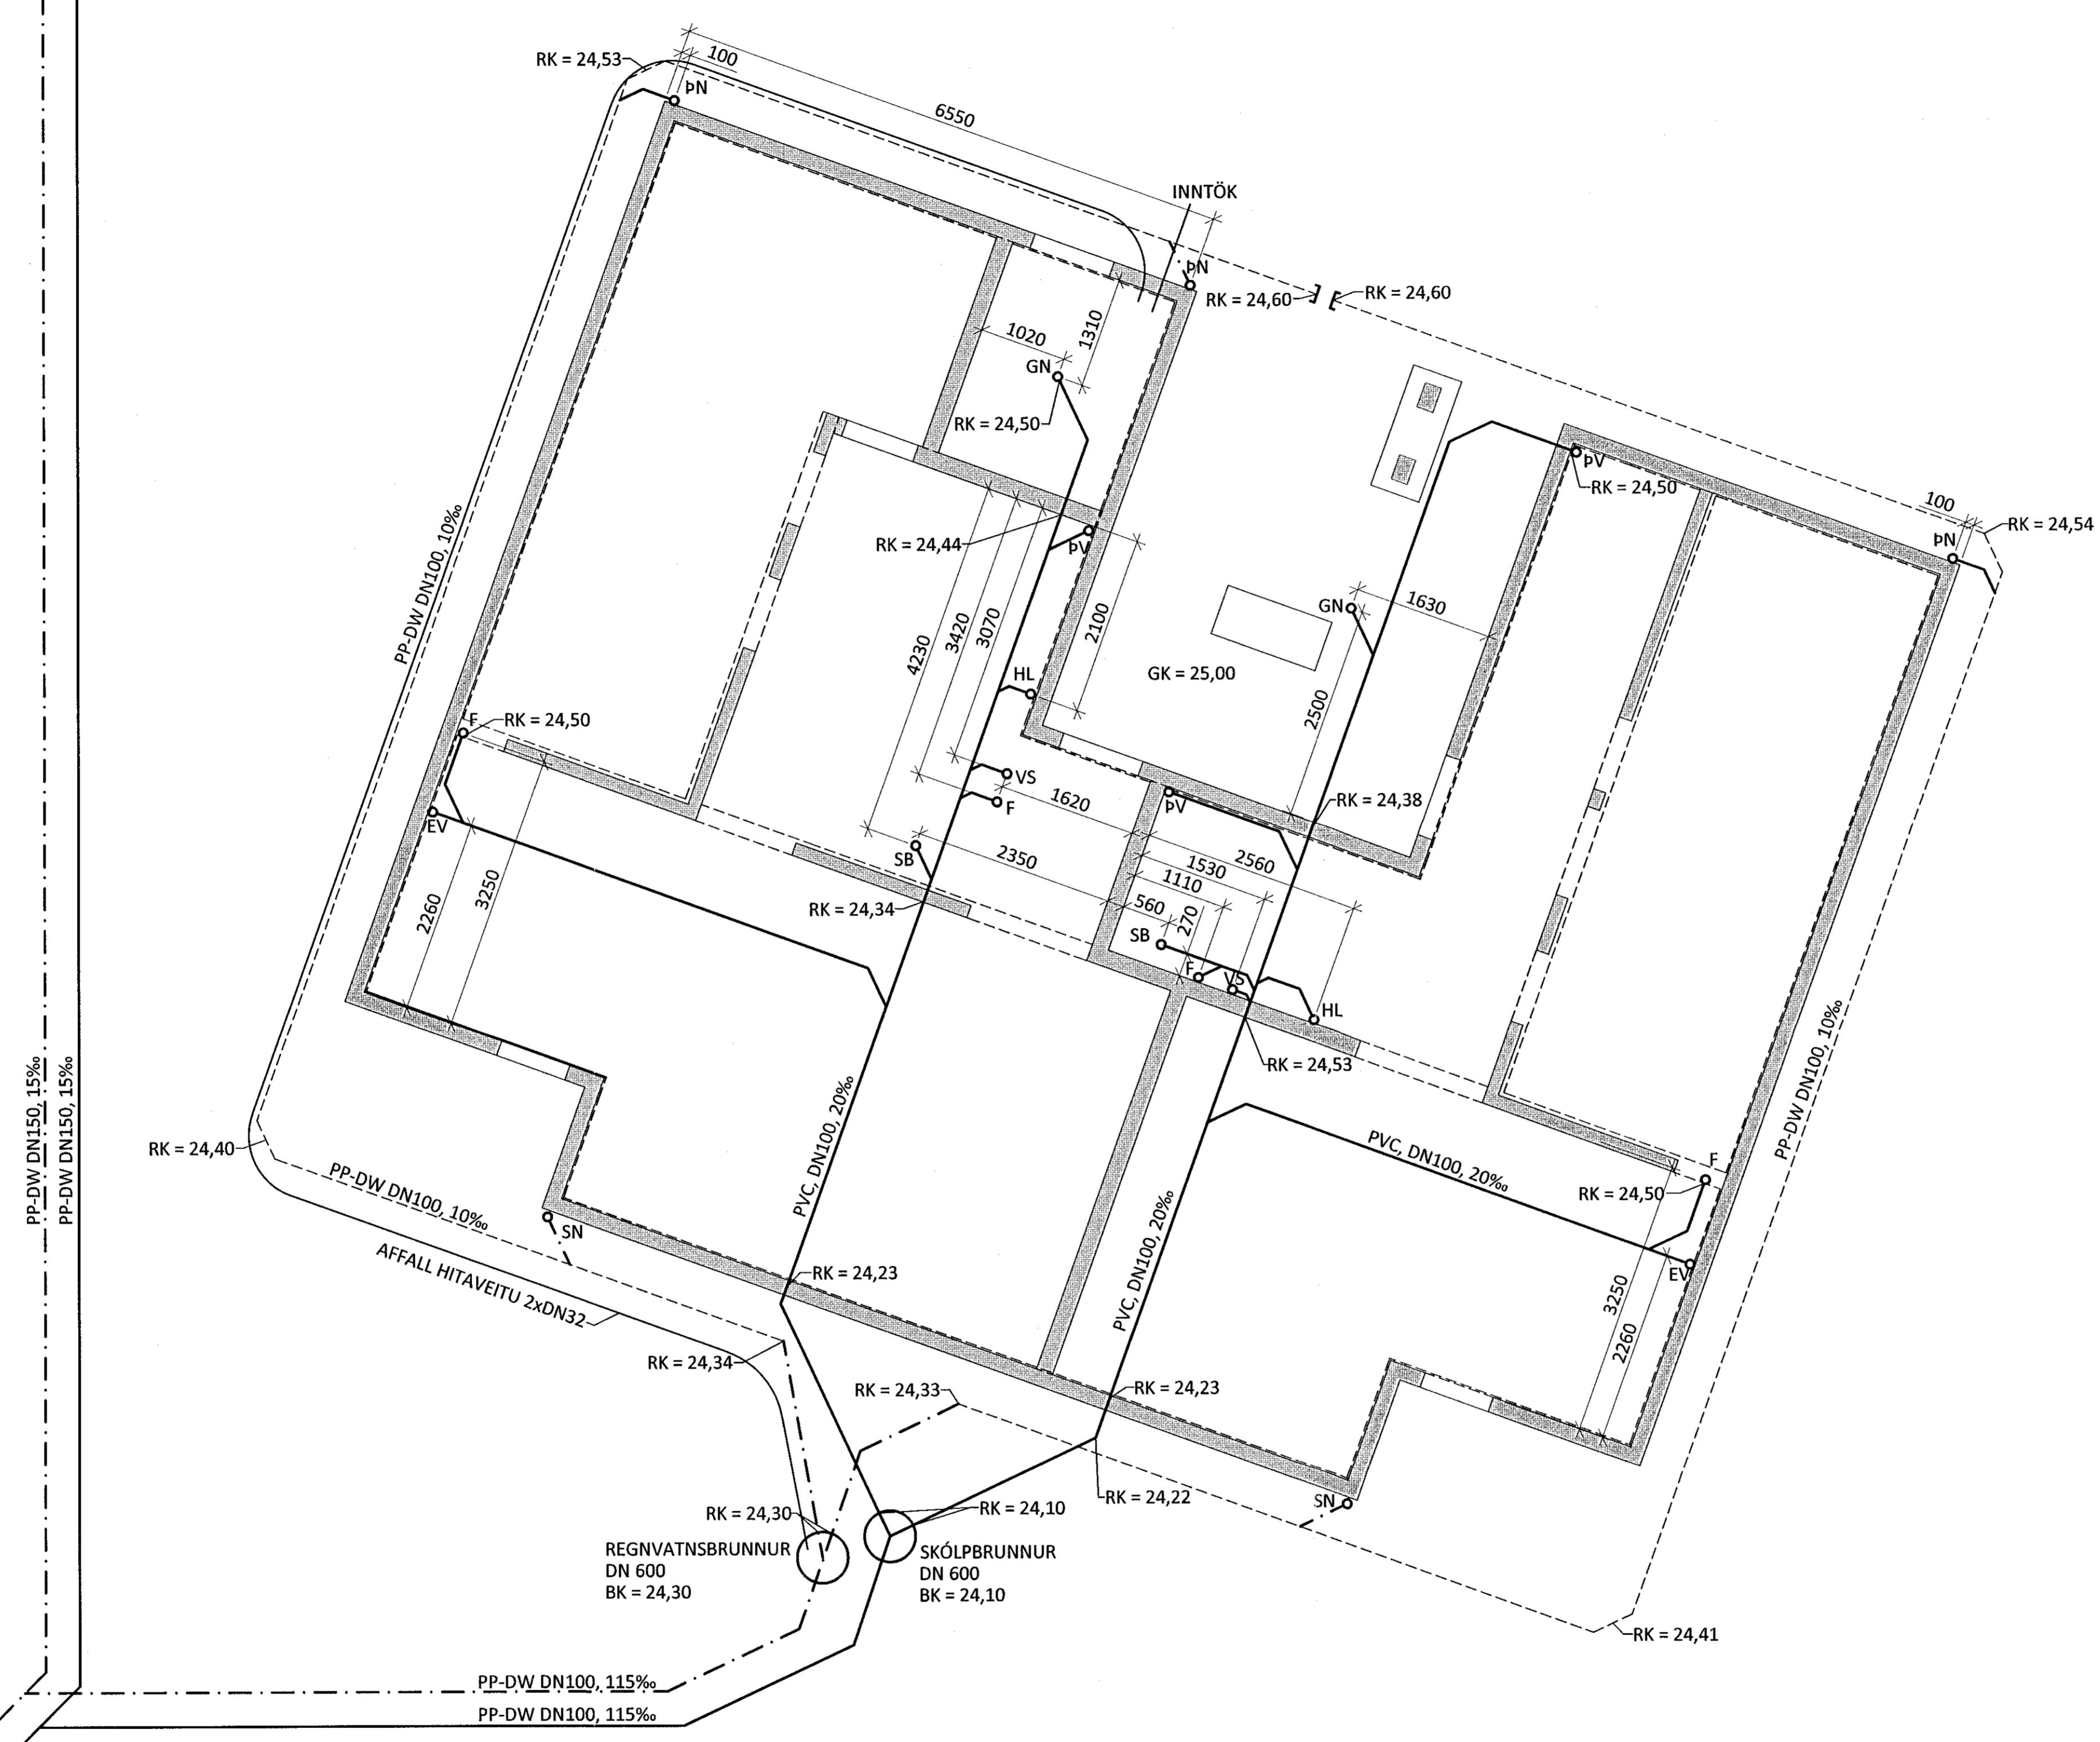 RK = 24,53
100
ÞN
6550
INNTÖK
ÞN
RK = 24,60
RK = 24,60
1310
1020
GN
RK = 24,50
ÞV
RK = 24,50
100
RK = 24,54
ÞN
PP-DW DN100, 10‰
RK = 24,44
ÞV
2100
4230
3420
3070
HL
GK = 25,00
GN
1630
2500
F
RK = 24,50
VS
F
1620
ÞV
RK = 24,38
EV
SB
2350
2560
1530
1110
560
270
SB
F
VS
HL
2260
3250
RK = 24,34
RK = 24,53
PP-DW DN150, 15‰
PP-DW DN150, 15‰
PP-DW DN100, 10‰
RK = 24,40
PP-DW DN100, 10‰
PVC, DN100, 20‰
PVC, DN100, 20‰
PVC, DN100, 20‰
F
RK = 24,50
SN
AFFALL HITAVEITU 2xDN32
RK = 24,23
EV
3250
2260
RK = 24,34
RK = 24,33
RK = 24,23
RK = 24,22
SN
RK = 24,30
RK = 24,10
REGNVATNSBRUNNUR
DN 600
BK = 24,30
SKÓLPBRUNNUR
DN 600
BK = 24,10
RK = 24,41
PP-DW DN100, 115‰
PP-DW DN100, 115‰